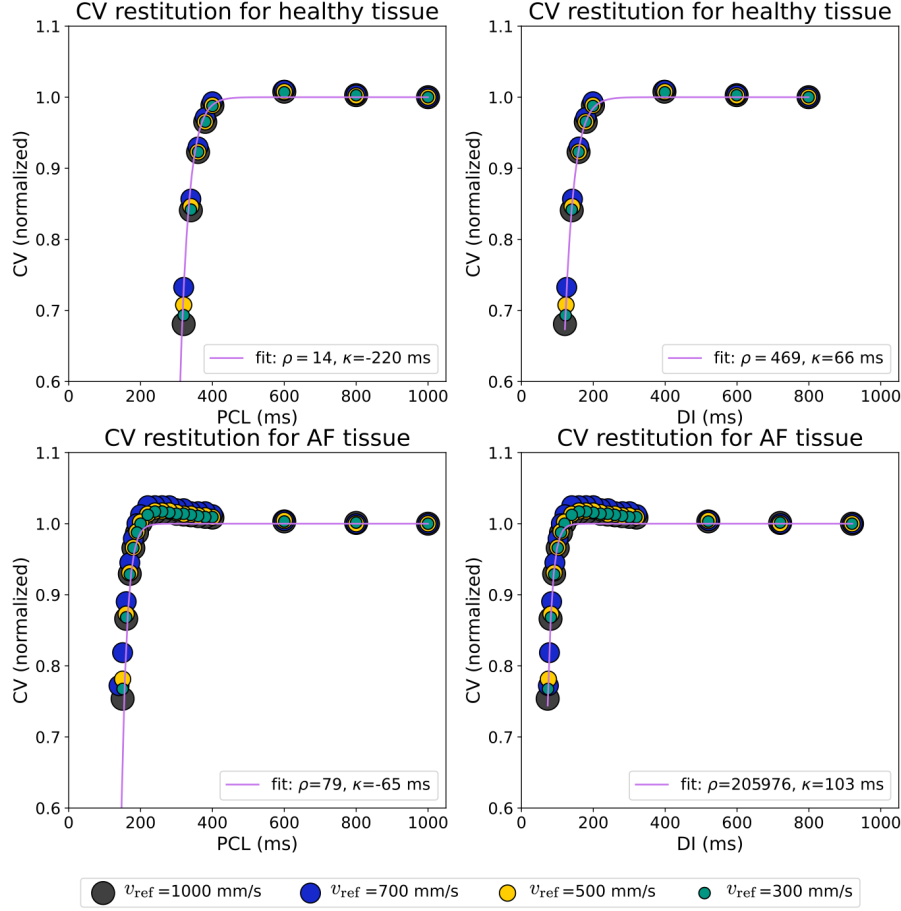 CV restitution for healthy tissue
1.1
1.0
0.9
0.8
0.7
0.6
CV (normalized)
0 200 400 600 800 1000
PCL (ms)
fit: ρ = 14, κ=-220 ms
CV restitution for healthy tissue
1.1
1.0
0.9
0.8
0.7
0.6
CV (normalized)
0 200 400 600 800 1000
DI (ms)
fit: ρ = 469, κ=66 ms
CV restitution for AF tissue
1.1
1.0
0.9
0.8
0.7
0.6
CV (normalized)
0 200 400 600 800 1000
PCL (ms)
fit: ρ=79, κ=-65 ms
CV restitution for AF tissue
1.1
1.0
0.9
0.8
0.7
0.6
CV (normalized)
0 200 400 600 800 1000
DI (ms)
fit: ρ=205976, κ=103 ms
v_ref =1000 mm/s v_ref =700 mm/s v_ref =500 mm/s v_ref =300 mm/s